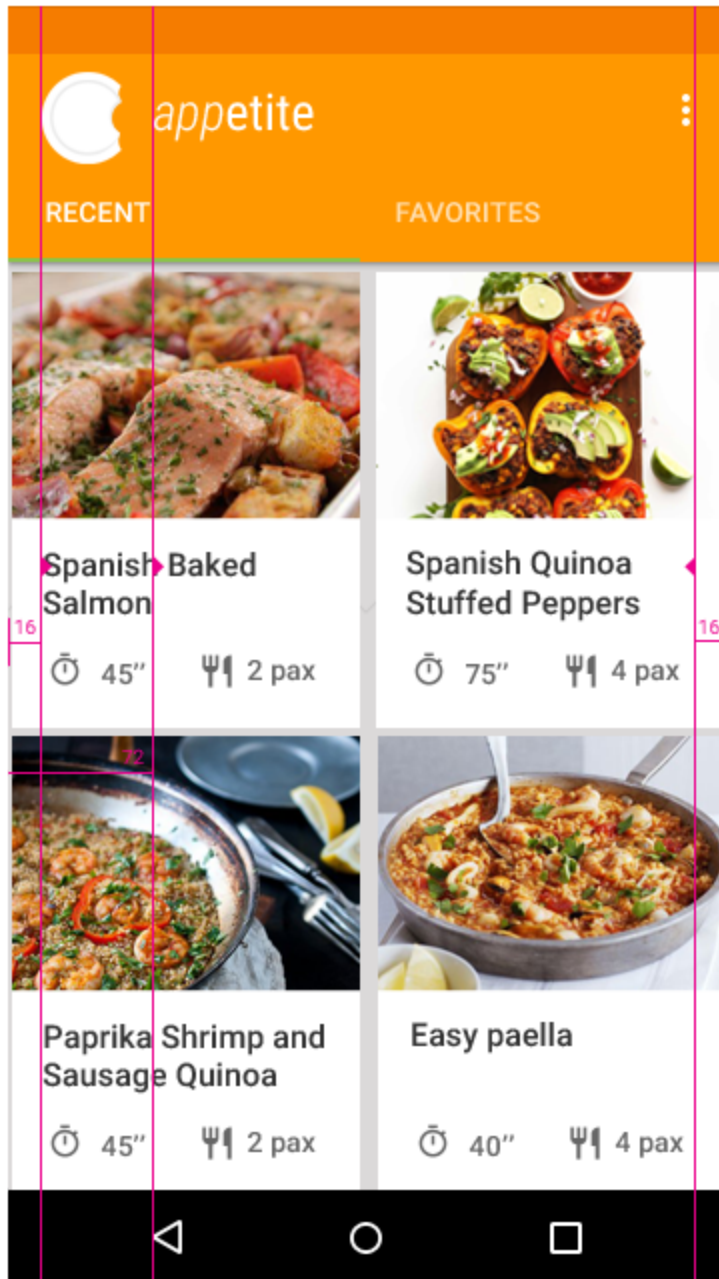 appetite
RECENT
FAVORITES
Spanish Baked
Salmon
Spanish Quinoa
Stuffed Peppers
16
16
45’’
2 pax
75’’
4 pax
72
Paprika Shrimp and
Sausage Quinoa
Easy paella
45’’
2 pax
40’’
4 pax